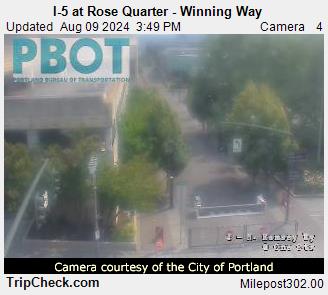 I-5 at Rose Quarter - Winning Way
Updated Aug 09 2024 3:49 PM Camera 4
PBOT
PORTLAND BUREAU OF TRANSPORTATION
I - N. Ramsay
N
Camera courtesy of the City of Portland
TripCheck.com Milepost302.00